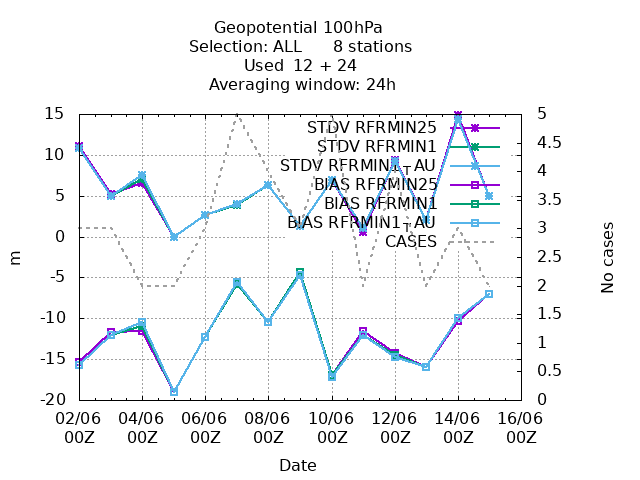 Geopotential 100hPa
Selection: ALL      8 stations
Used  12 + 24
Averaging window: 24h
15
10
5
0
-5
-10
-15
-20
5
4.5
4
3.5
3
2.5
2
1.5
1
0.5
0
STDV RFRMIN25
STDV RFRMIN1
STDV RFRMIN1_AU
BIAS RFRMIN25
BIAS RFRMIN1
BIAS RFRMIN1_AU
CASES
m
No cases
02/06 04/06 06/06 08/06 10/06 12/06 14/06 16/06
00Z 00Z 00Z 00Z 00Z 00Z 00Z 00Z
Date